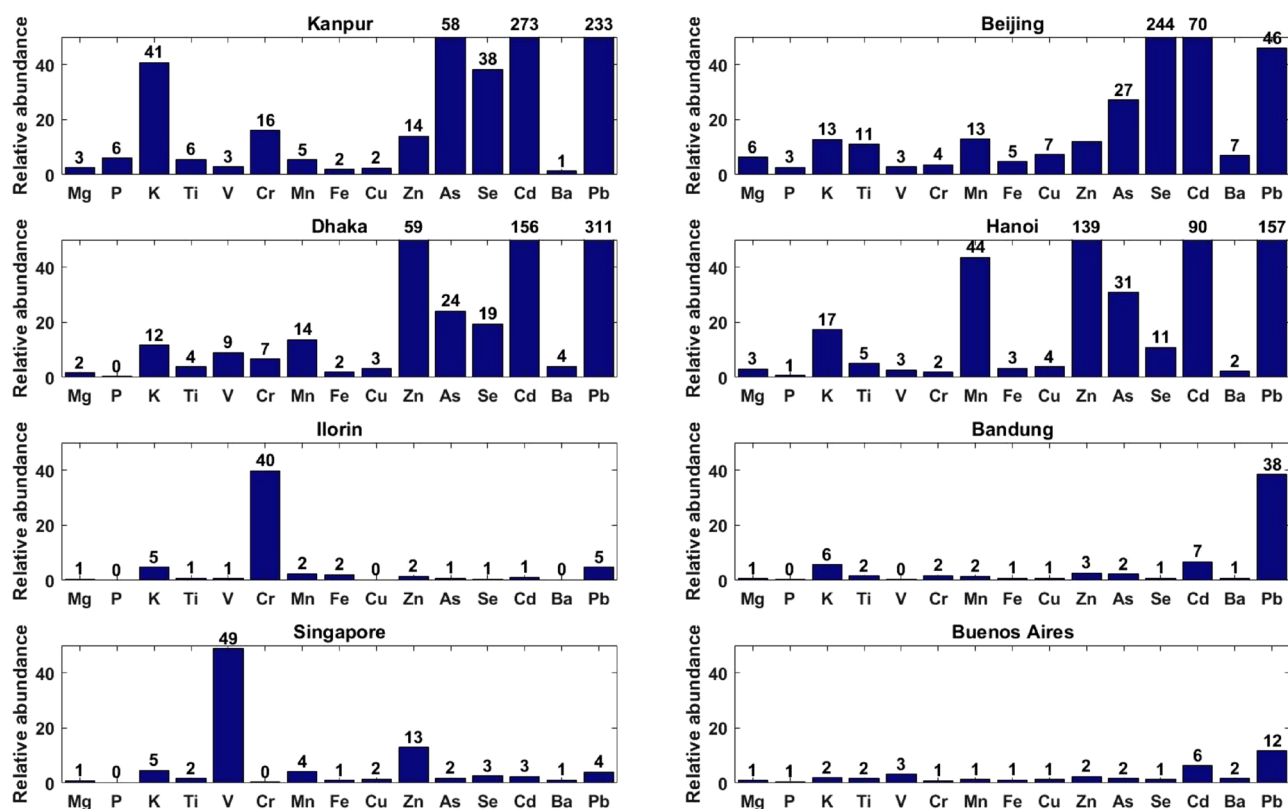 Kanpur
Relative abundance
40
20
0
3 6 41 6 3 16 5 2 2 14 58 38 273 1 233
Mg P K Ti V Cr Mn Fe Cu Zn As Se Cd Ba Pb
Beijing
Relative abundance
40
20
0
6 3 13 11 3 4 13 5 7 27 244 70 7 46
Mg P K Ti V Cr Mn Fe Cu Zn As Se Cd Ba Pb
Dhaka
Relative abundance
40
20
0
2 0 12 4 9 7 14 2 3 59 24 19 156 4 311
Mg P K Ti V Cr Mn Fe Cu Zn As Se Cd Ba Pb
Hanoi
Relative abundance
40
20
0
3 1 17 5 3 2 44 3 4 139 31 11 90 2 157
Mg P K Ti V Cr Mn Fe Cu Zn As Se Cd Ba Pb
Ilorin
Relative abundance
40
20
0
1 0 5 1 1 40 2 2 0 2 1 1 1 0 5
Mg P K Ti V Cr Mn Fe Cu Zn As Se Cd Ba Pb
Bandung
Relative abundance
40
20
0
1 0 6 2 0 2 2 1 1 3 2 1 7 1 38
Mg P K Ti V Cr Mn Fe Cu Zn As Se Cd Ba Pb
Singapore
Relative abundance
40
20
0
1 0 5 2 49 0 4 1 2 13 2 3 3 1 4
Mg P K Ti V Cr Mn Fe Cu Zn As Se Cd Ba Pb
Buenos Aires
Relative abundance
40
20
0
1 1 2 2 3 1 1 1 1 2 2 1 6 2 12
Mg P K Ti V Cr Mn Fe Cu Zn As Se Cd Ba Pb